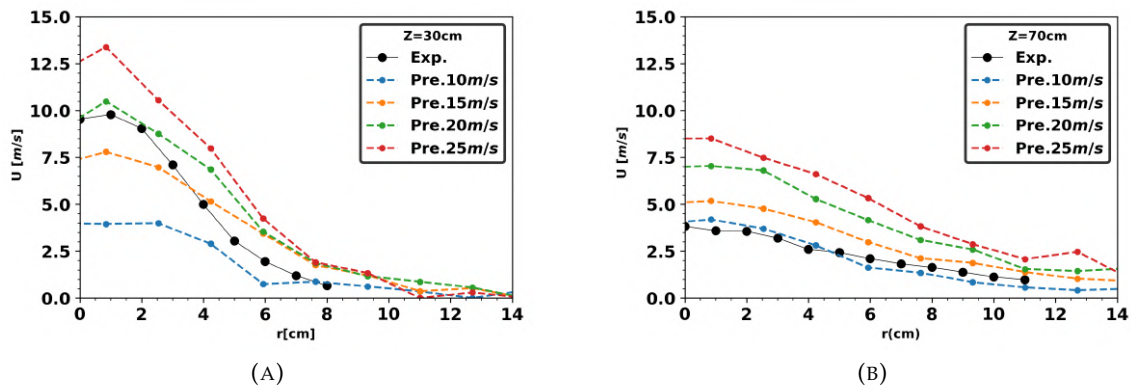 15.0
12.5
10.0
7.5
5.0
2.5
0.0
U [m/s]
0 2 4 6 8 10 12 14
r[cm]
Z=30cm
Exp.
Pre.10m/s
Pre.15m/s
Pre.20m/s
Pre.25m/s
(A)
15.0
12.5
10.0
7.5
5.0
2.5
0.0
U [m/s]
0 2 4 6 8 10 12 14
r(cm)
Z=70cm
Exp.
Pre.10m/s
Pre.15m/s
Pre.20m/s
Pre.25m/s
(B)